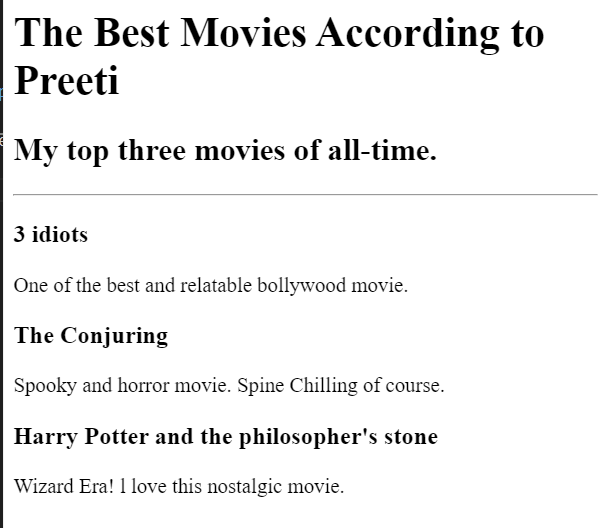 The Best Movies According to
Preeti
My top three movies of all-time.
3 idiots
One of the best and relatable bollywood movie.
The Conjuring
Spooky and horror movie. Spine Chilling of course.
Harry Potter and the philosopher's stone
Wizard Era! l love this nostalgic movie.